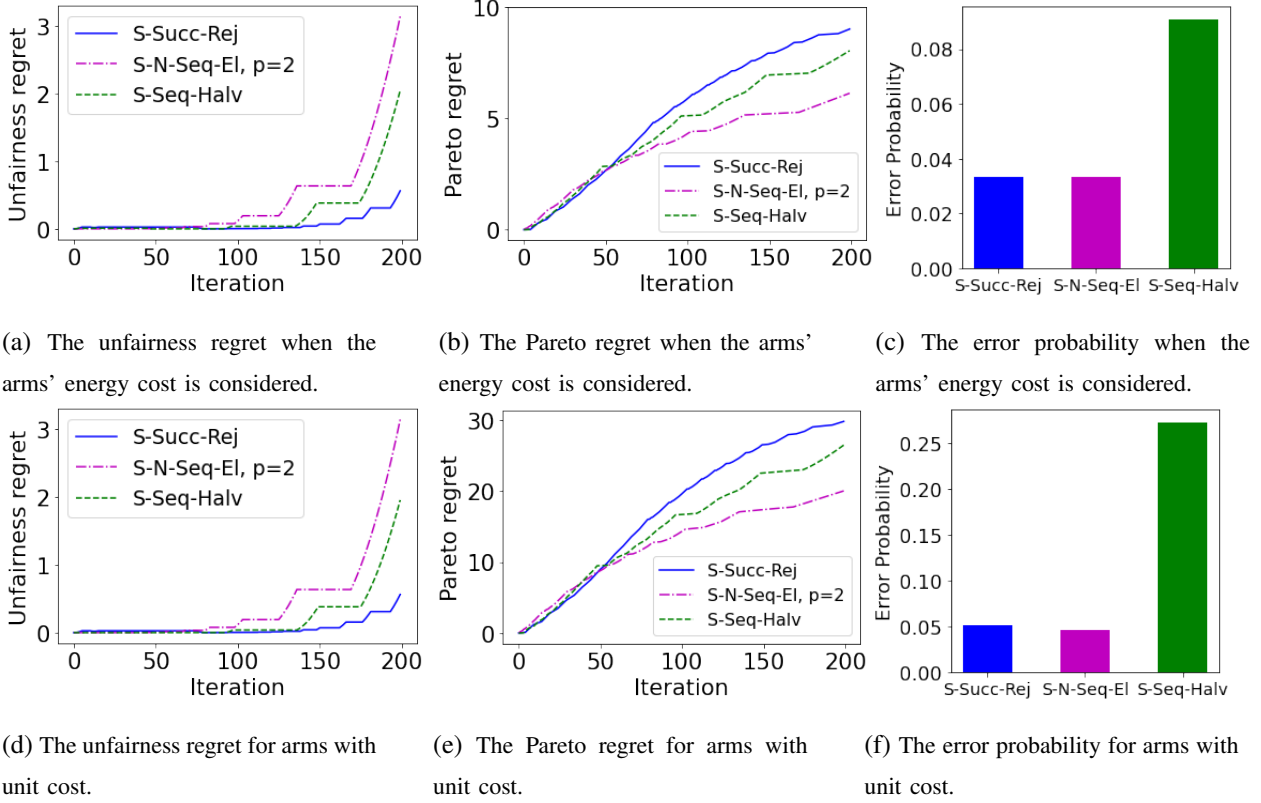 Unfairness regret
3
2
1
0
S-Succ-Rej
S-N-Seq-El, p=2
S-Seq-Halv
0 50 100 150 200
Iteration
Pareto regret
10
5
0
S-Succ-Rej
S-N-Seq-El, p=2
S-Seq-Halv
0 50 100 150 200
Iteration
Error Probability
0.08
0.06
0.04
0.02
0.00
S-Succ-Rej S-N-Seq-El S-Seq-Halv
(a) The unfairness regret when the
arms’ energy cost is considered.
(b) The Pareto regret when the arms’
energy cost is considered.
(c) The error probability when the
arms’ energy cost is considered.
Unfairness regret
3
2
1
0
S-Succ-Rej
S-N-Seq-El, p=2
S-Seq-Halv
0 50 100 150 200
Iteration
Pareto regret
30
20
10
0
S-Succ-Rej
S-N-Seq-El, p=2
S-Seq-Halv
0 50 100 150 200
Iteration
Error Probability
0.25
0.20
0.15
0.10
0.05
0.00
S-Succ-Rej S-N-Seq-El S-Seq-Halv
(d) The unfairness regret for arms with
unit cost.
(e) The Pareto regret for arms with
unit cost.
(f) The error probability for arms with
unit cost.